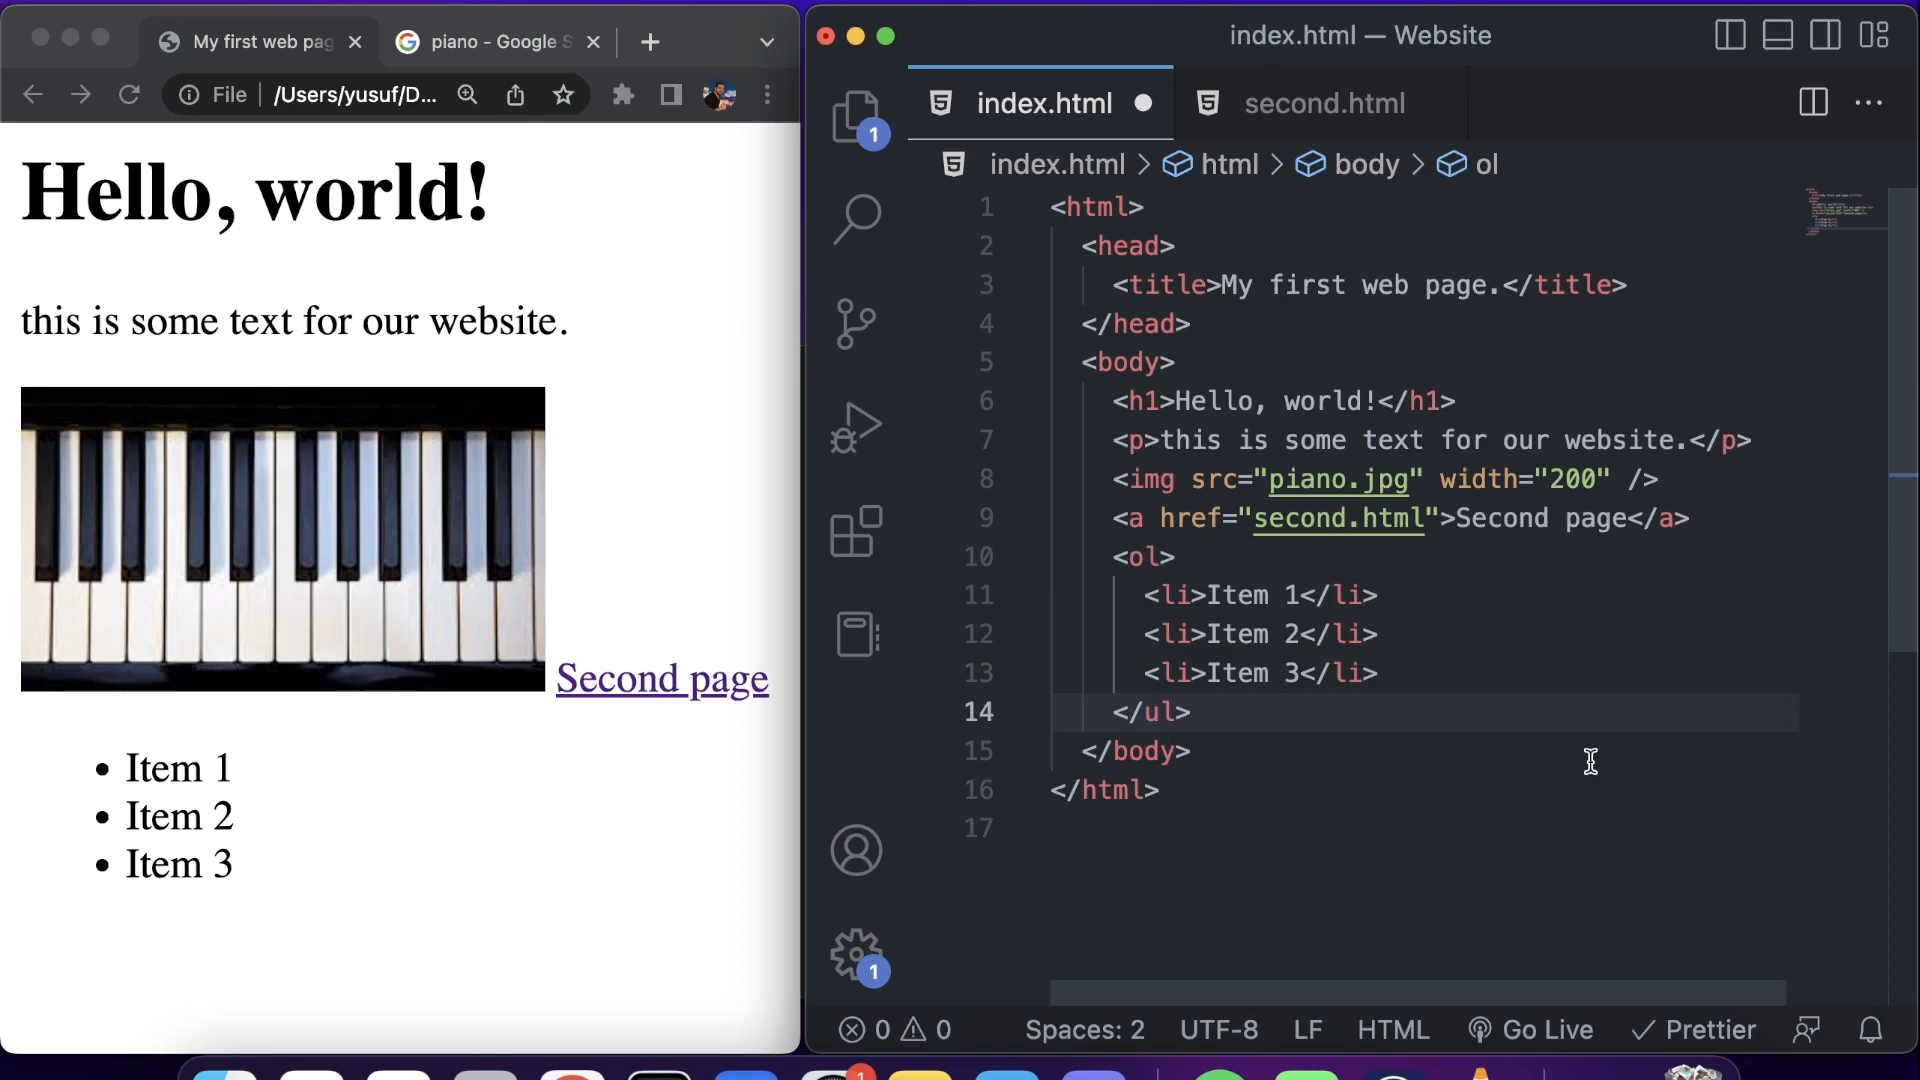 My first web pag
piano - Google S
File
/Users/yusuf/D...
Hello, world!
this is some text for our website.
Second page
• Item 1
• Item 2
• Item 3
index.html — Website
index.html
second.html
1
index.html > html > body > ol
1 <html>
2 <head>
3 <title>My first web page.</title>
4 </head>
5 <body>
6 <h1>Hello, world!</h1>
7 <p>this is some text for our website.</p>
8 <img src="piano.jpg" width="200" />
9 <a href="second.html">Second page</a>
10 <ol>
11 <li>Item 1</li>
12 <li>Item 2</li>
13 <li>Item 3</li>
14 </ul>
15 </body>
16 </html>
17
1
0 0 Spaces: 2 UTF-8 LF HTML Go Live Prettier
1